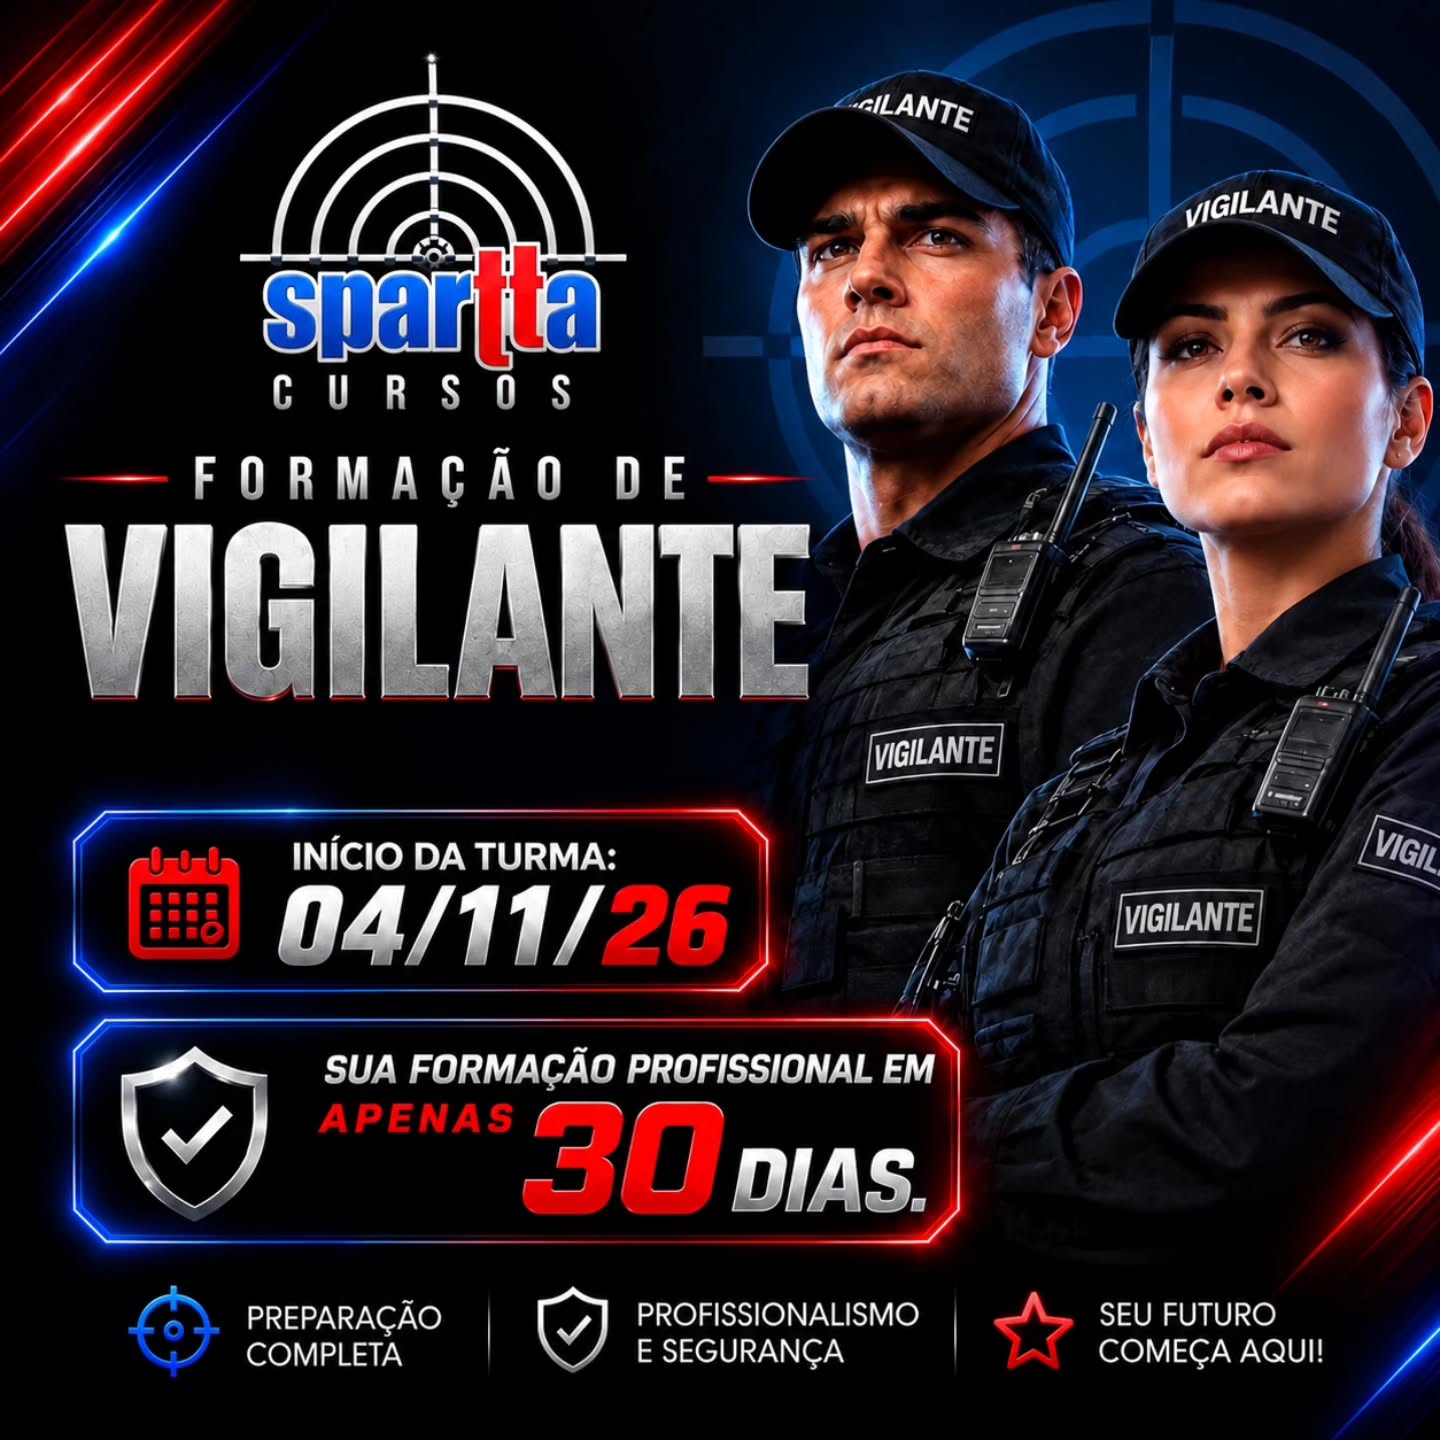 spartta
CURSOS
FORMAÇÃO DE
VIGILANTE
INÍCIO DA TURMA:
04/11/26
SUA FORMAÇÃO PROFISSIONAL EM
APENAS 30 DIAS.
PREPARAÇÃO
COMPLETA
PROFISSIONALISMO
E SEGURANÇA
SEU FUTURO
COMEÇA AQUI!
VIGILANTE
VIGILANTE
VIGILANTE
VIGILANTE
VIGIL